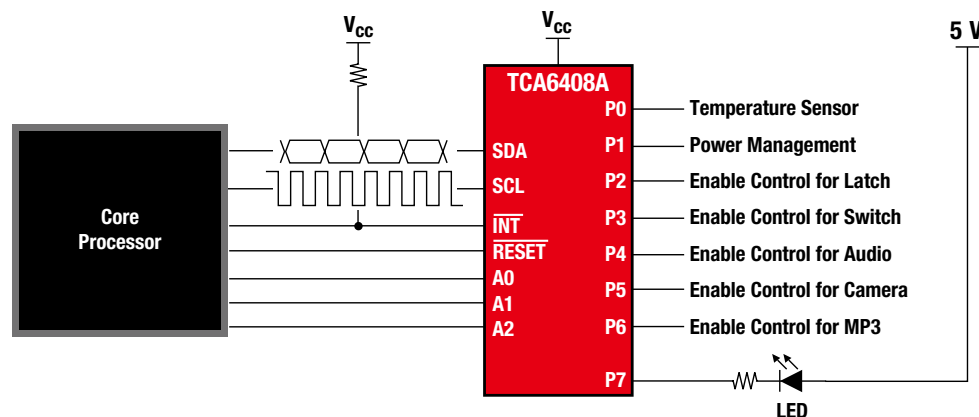 V_CC
V_CC
5 V
TCA6408A
Core
Processor
SDA
SCL
INT
RESET
A0
A1
A2
P0
P1
P2
P3
P4
P5
P6
P7
Temperature Sensor
Power Management
Enable Control for Latch
Enable Control for Switch
Enable Control for Audio
Enable Control for Camera
Enable Control for MP3
LED